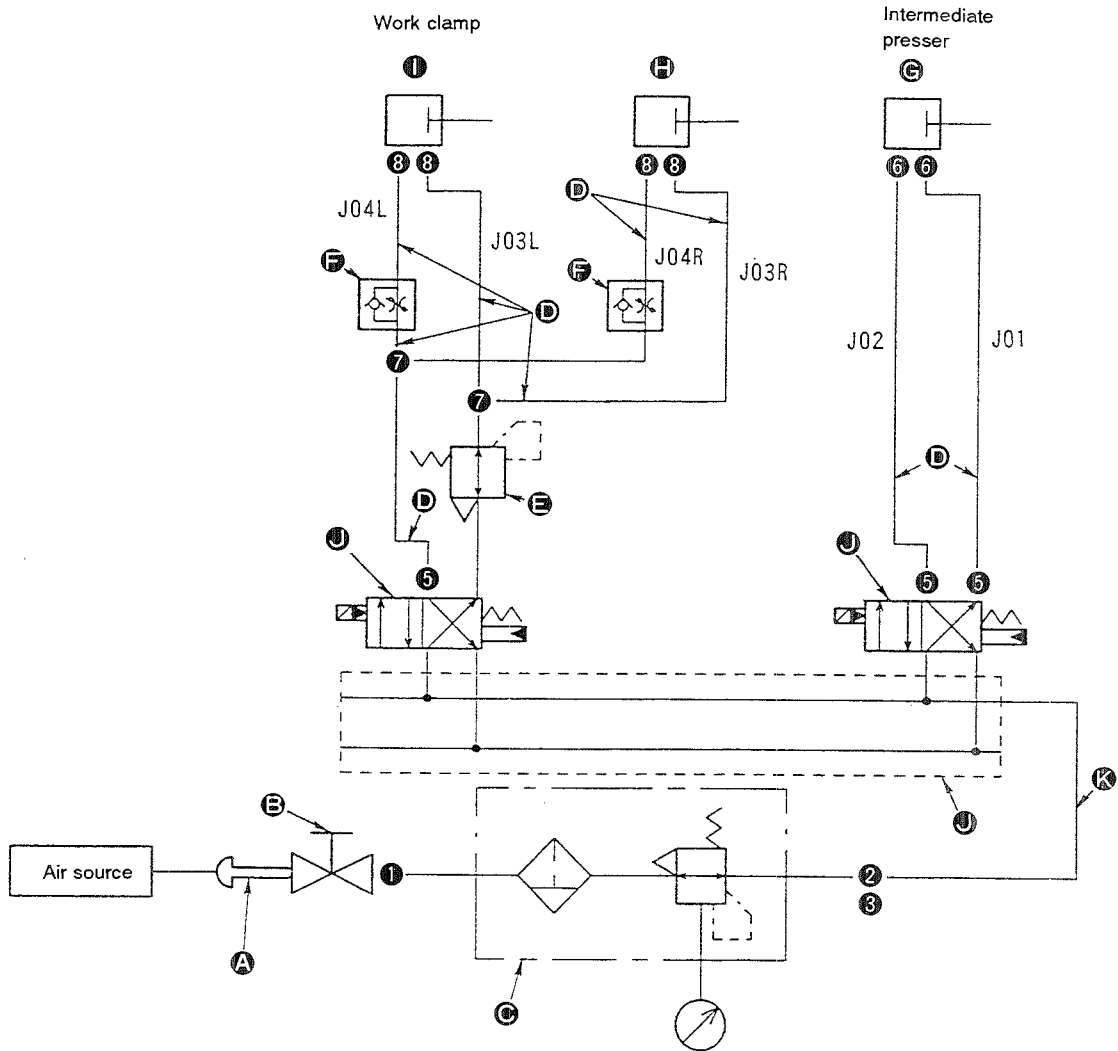 Work clamp
Intermediate
presser
I
H
G
8 8
8 8
6 6
D
J04L
J03L
J04R
J03R
F
F
D
J02
J01
7
7
D
D
E
J
5
J
5 5
K
B
J
Air source
1
2
3
A
C